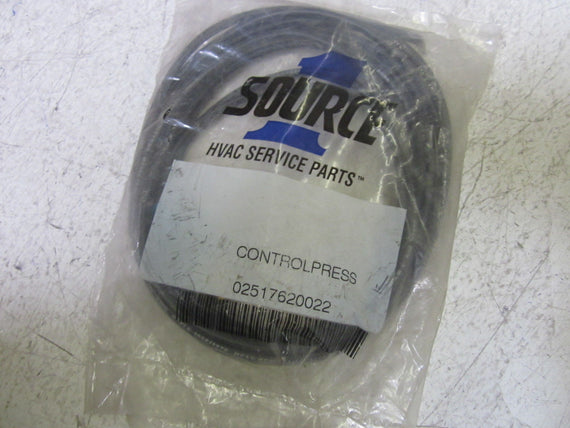 1
SOURCE
HVAC SERVICE PARTS™
CONTROLPRESS
02517620022